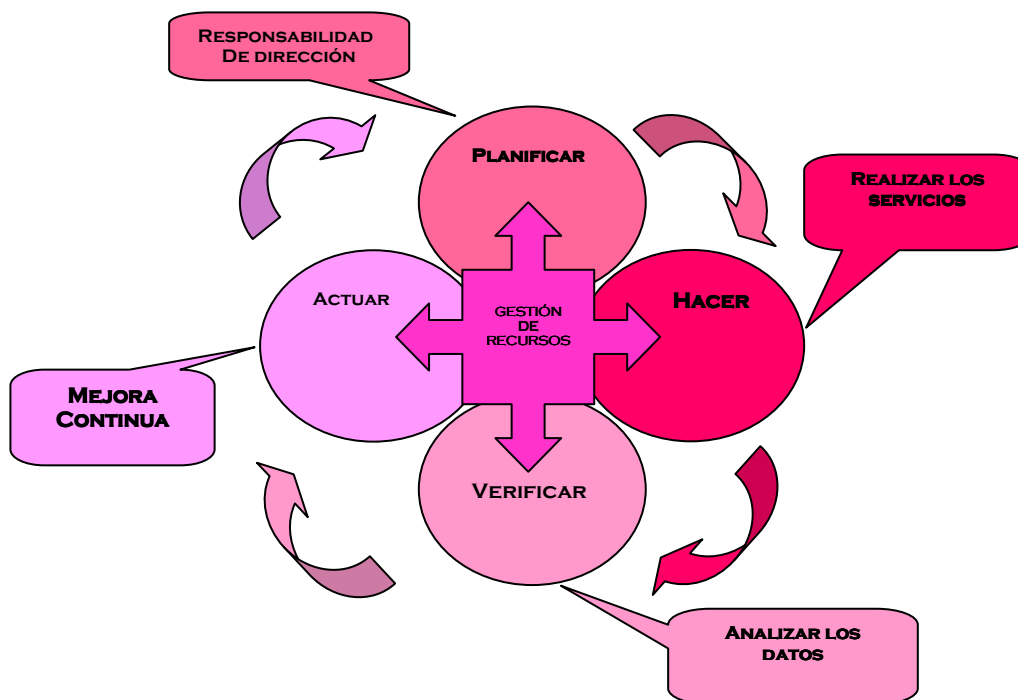 Responsabilidad
De dirección
Planificar
Realizar los
servicios
Actuar
Hacer
gestión
de
recursos
Mejora
Continua
Verificar
Analizar los
datos